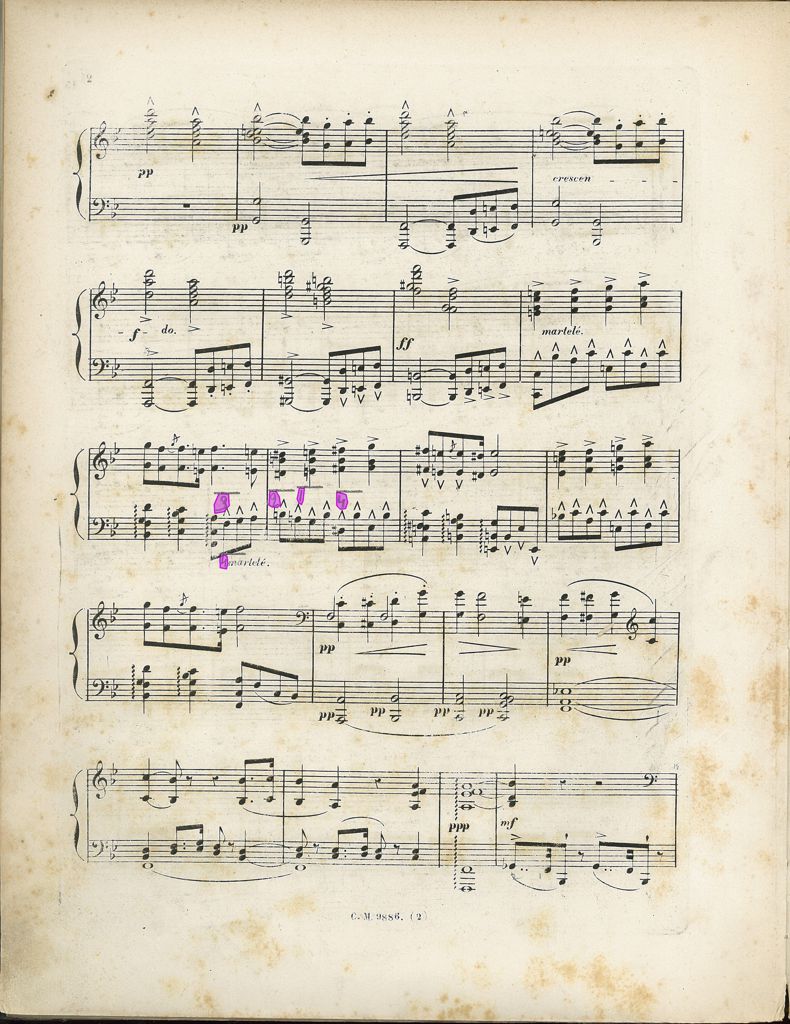 2
pp
pp
crescen - - -
- f - do.
ff
martelé.
A
martelé.
A
pp
pp
pp pp pp pp
ppp
mf
C. M. 9886. (2)